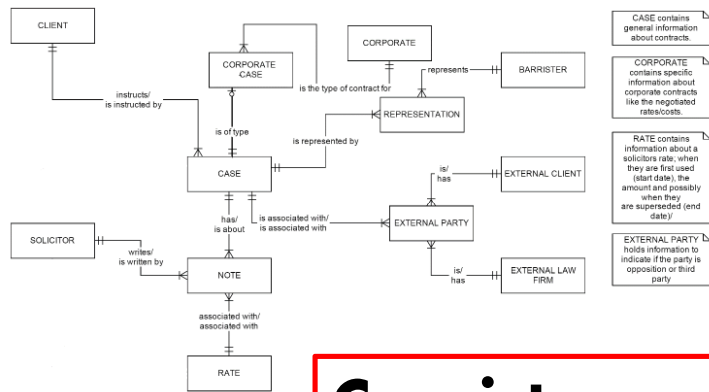 CLIENT
CORPORATE
CORPORATE
CASE
BARRISTER
represents
is the type of contract for
instructs/
is instructed by
REPRESENTATION
is of type
is represented by
CASE
is/
has
EXTERNAL CLIENT
has/
is about
is associated with/
is associated with
EXTERNAL PARTY
SOLICITOR
writes/
is written by
NOTE
is/
has
EXTERNAL LAW
FIRM
associated with/
associated with
RATE
CASE contains
general information
about contracts.
CORPORATE
contains specific
information about
corporate contracts
like the negotiated
rates/costs.
RATE contains
information about a
solicitors rate; when
they are first used
(start date), the
amount and possibly
when they
are superseded (end
date)/
EXTERNAL PARTY
holds information to
indicate if the party is
opposition or third
party